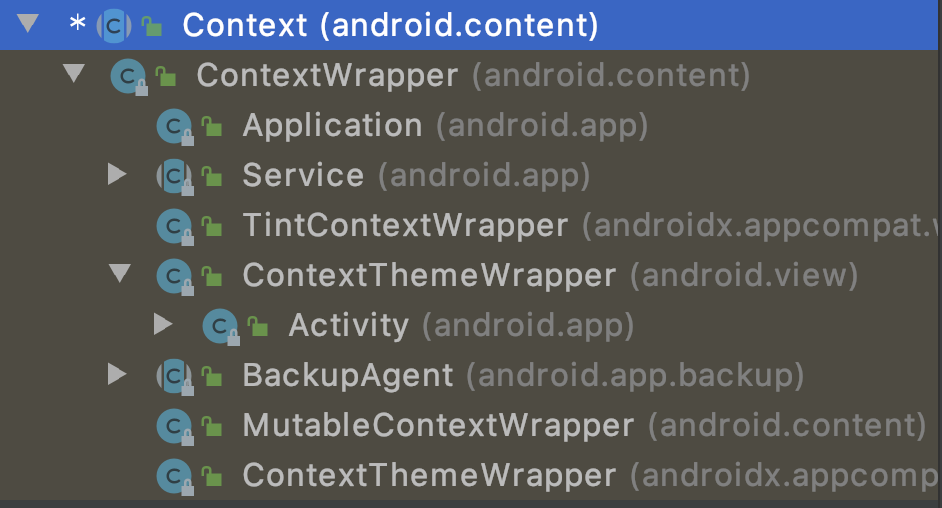 * Context (android.content)
ContextWrapper (android.content)
Application (android.app)
Service (android.app)
TintContextWrapper (androidx.appcompat.
ContextThemeWrapper (android.view)
Activity (android.app)
BackupAgent (android.app.backup)
MutableContextWrapper (android.content)
ContextThemeWrapper (androidx.appcomp